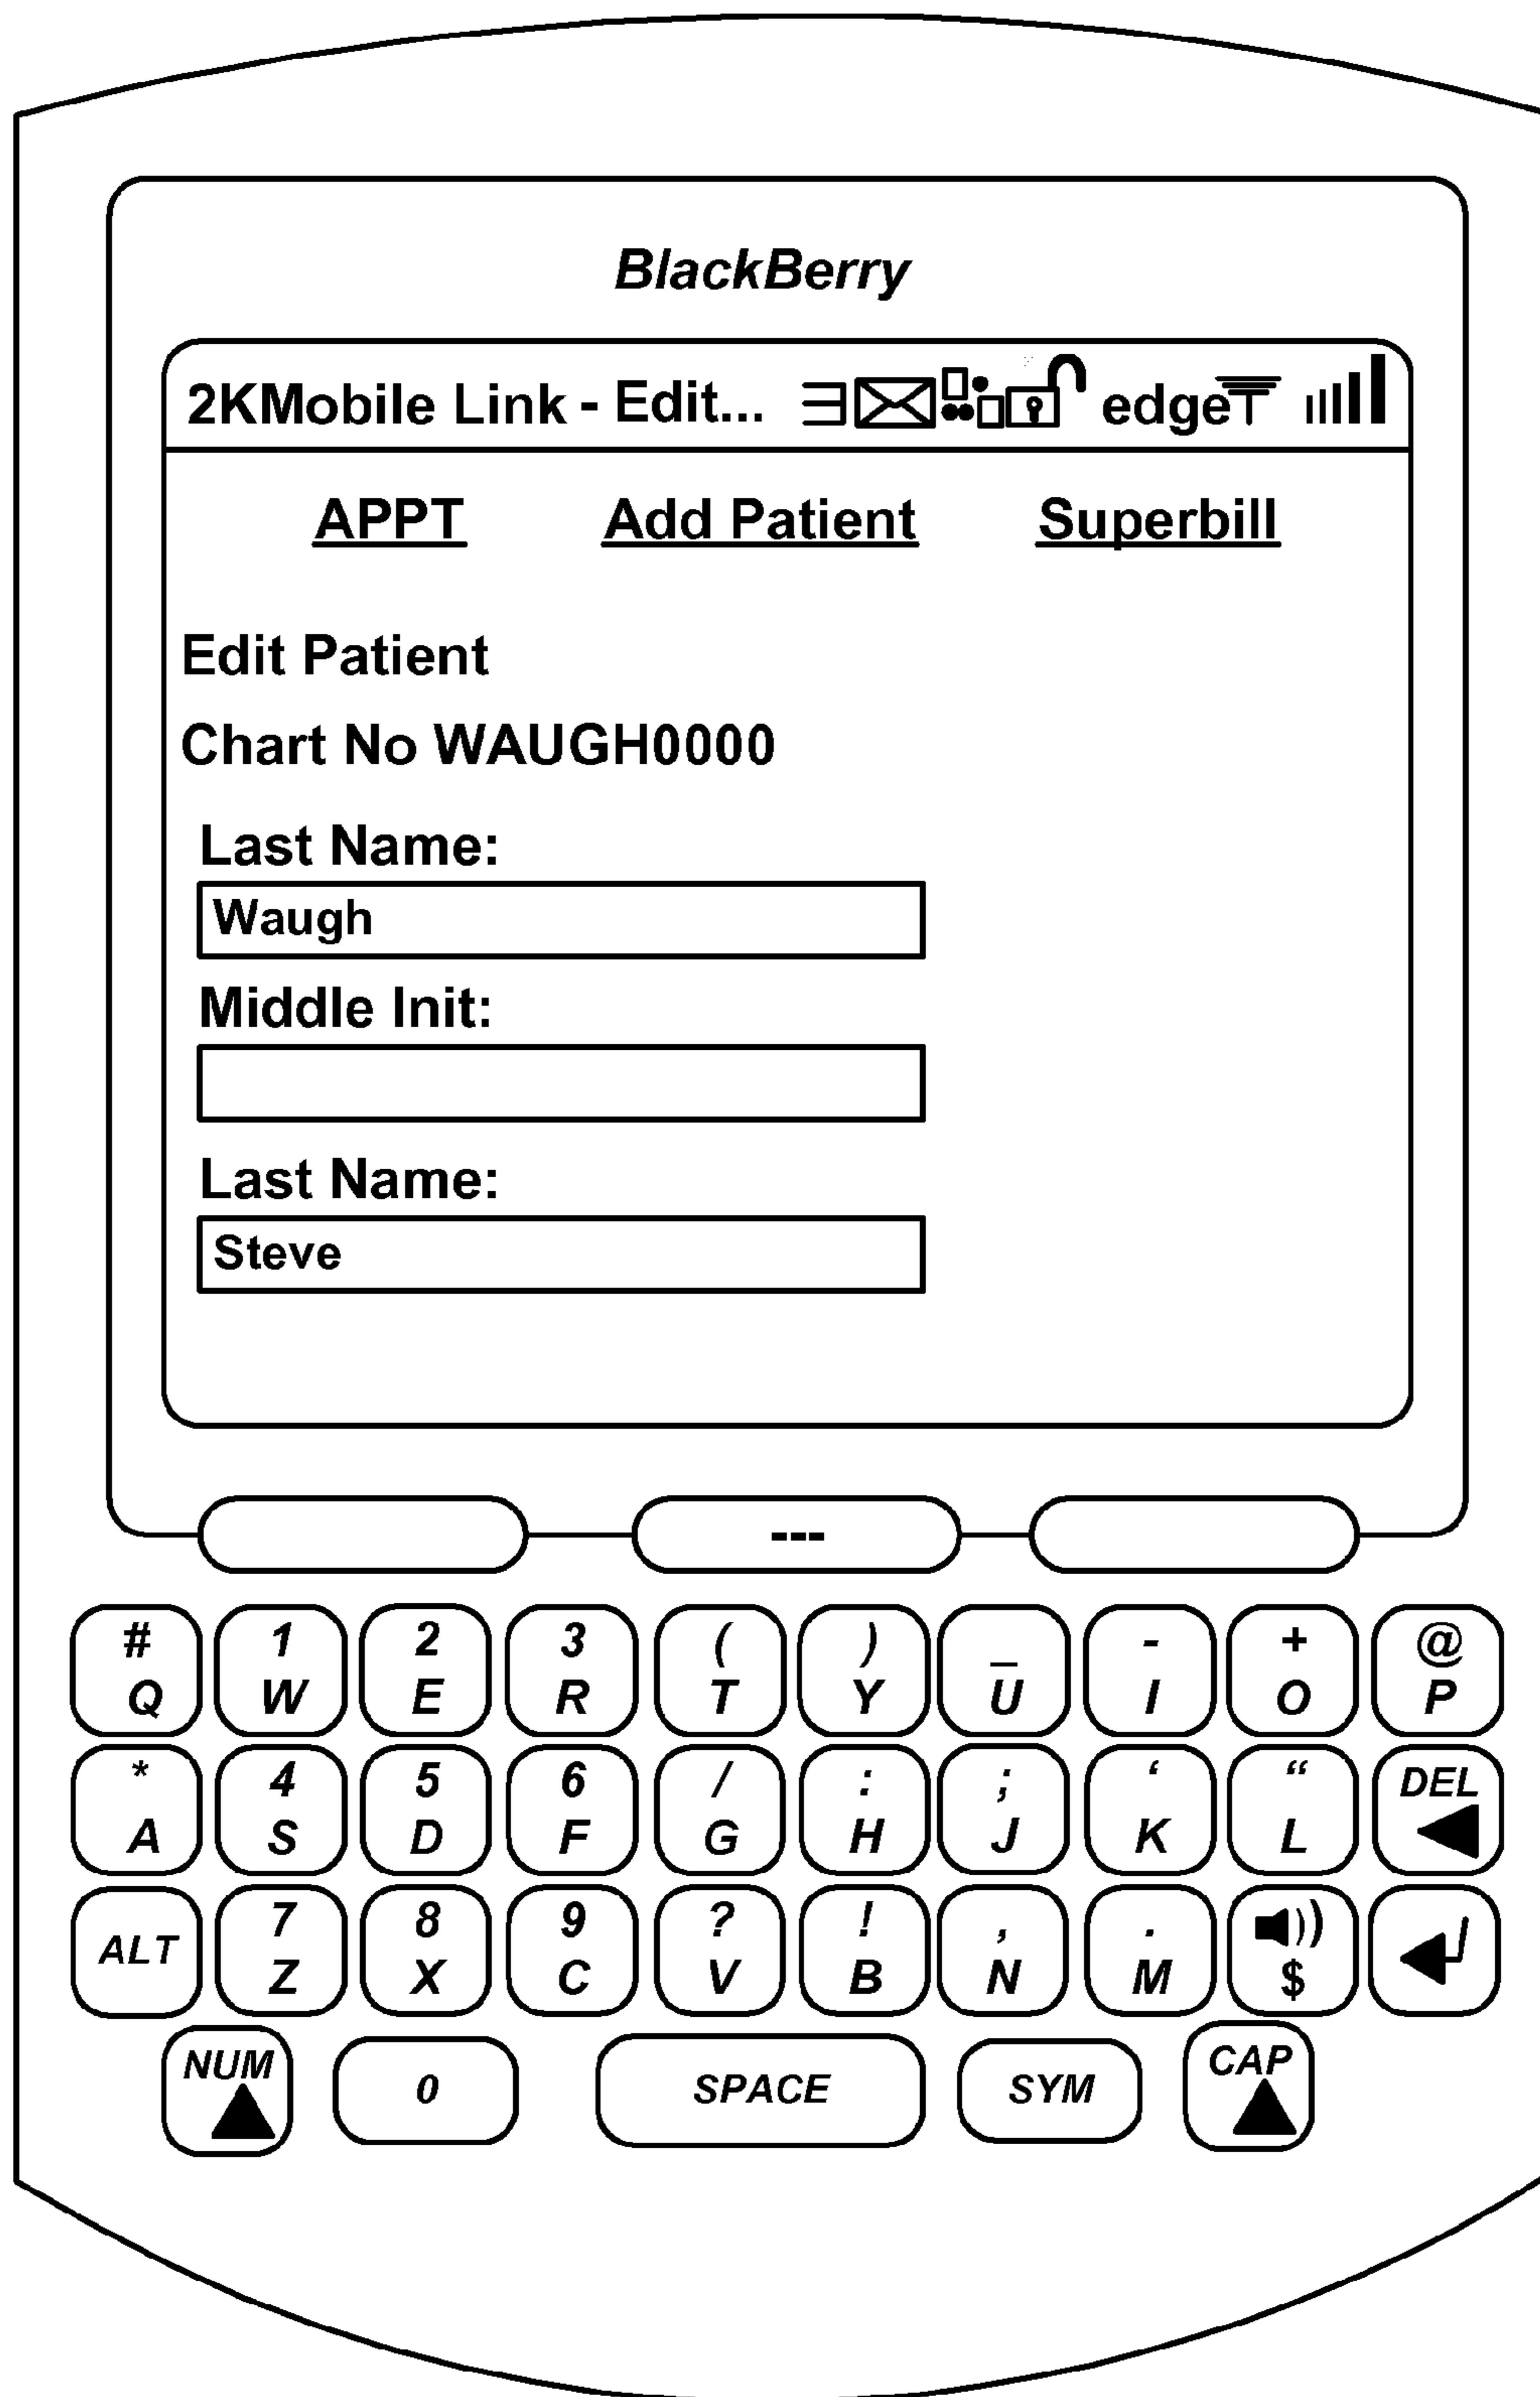 BlackBerry
2KMobile Link - Edit... edge
APPT Add Patient Superbill
Edit Patient
Chart No WAUGH0000
Last Name:
Waugh
Middle Init:
Last Name:
Steve
---
# 1 2 3 ( ) _ - + @
Q W E R T Y U I O P
* 4 5 6 / : ; ‘ “ DEL
A S D F G H J K L
ALT 7 8 9 ? ! , .
Z X C V B N M $
NUM 0 SPACE SYM CAP